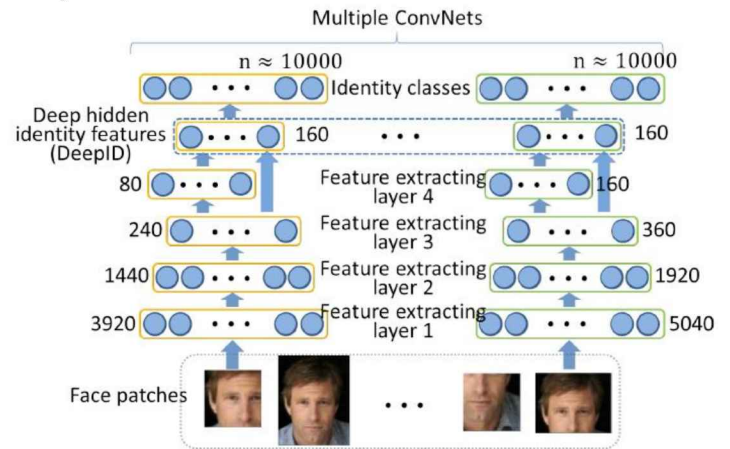 Multiple ConvNets
n ≈ 10000
n ≈ 10000
Identity classes
Deep hidden
identity features
(DeepID)
160
• • •
160
80
Feature extracting
layer 4
160
240
Feature extracting
layer 3
360
1440
Feature extracting
layer 2
1920
3920
Feature extracting
layer 1
5040
Face patches
• • •